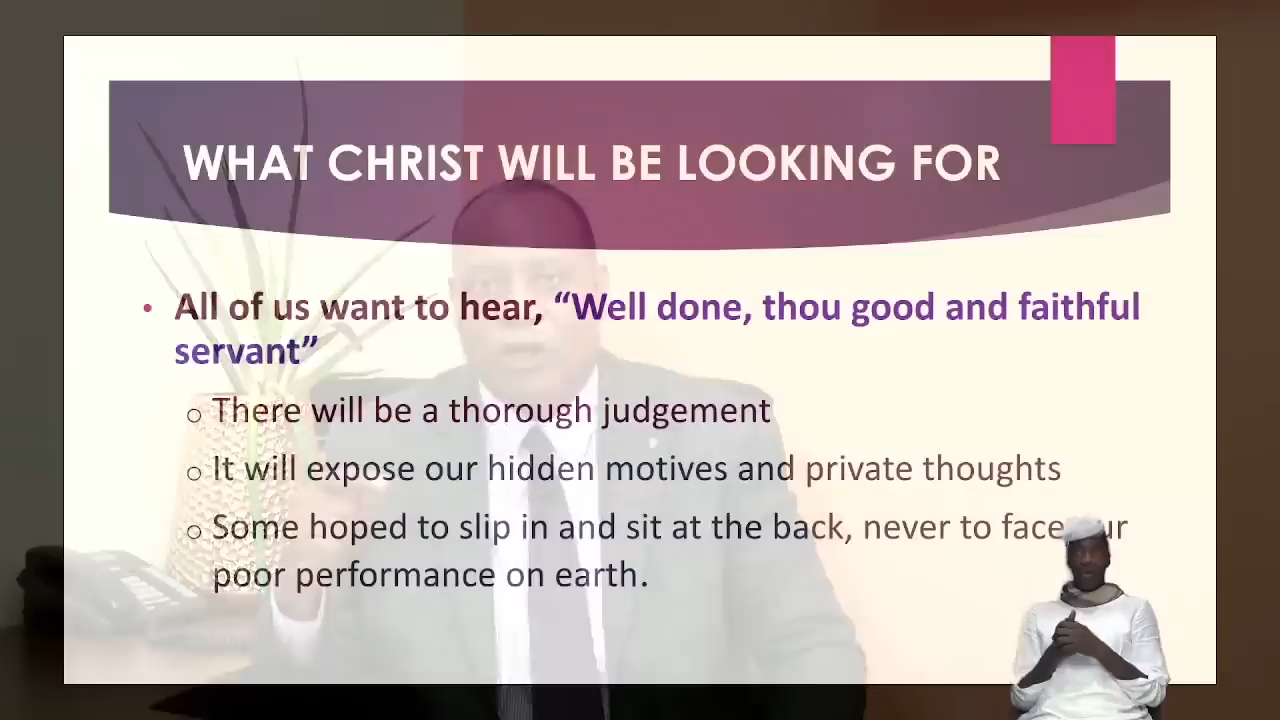 WHAT CHRIST WILL BE LOOKING FOR
• All of us want to hear, “Well done, thou good and faithful
servant”
o There will be a thorough judgement
o It will expose our hidden motives and private thoughts
o Some hoped to slip in and sit at the back, never to face
poor performance on earth.